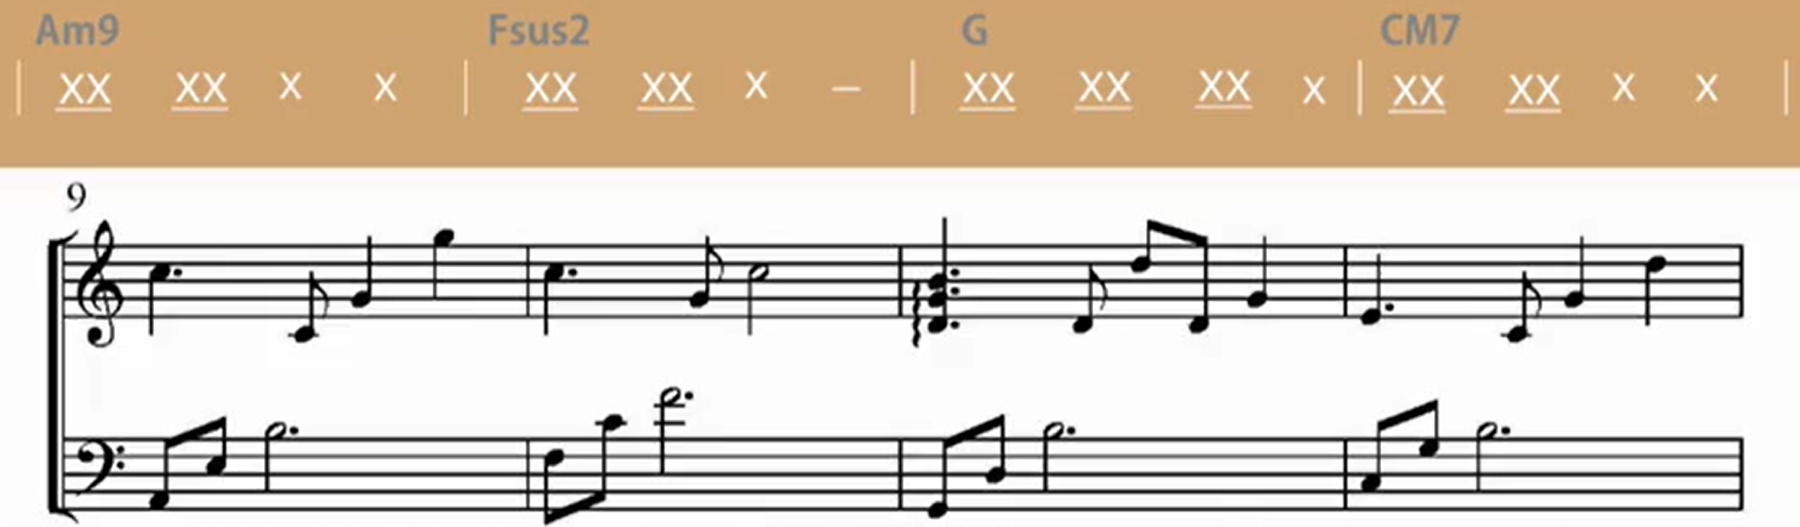 Am9 Fsus2 G CM7
| XX XX X X | XX XX X – | XX XX XX X | XX XX X X |
9